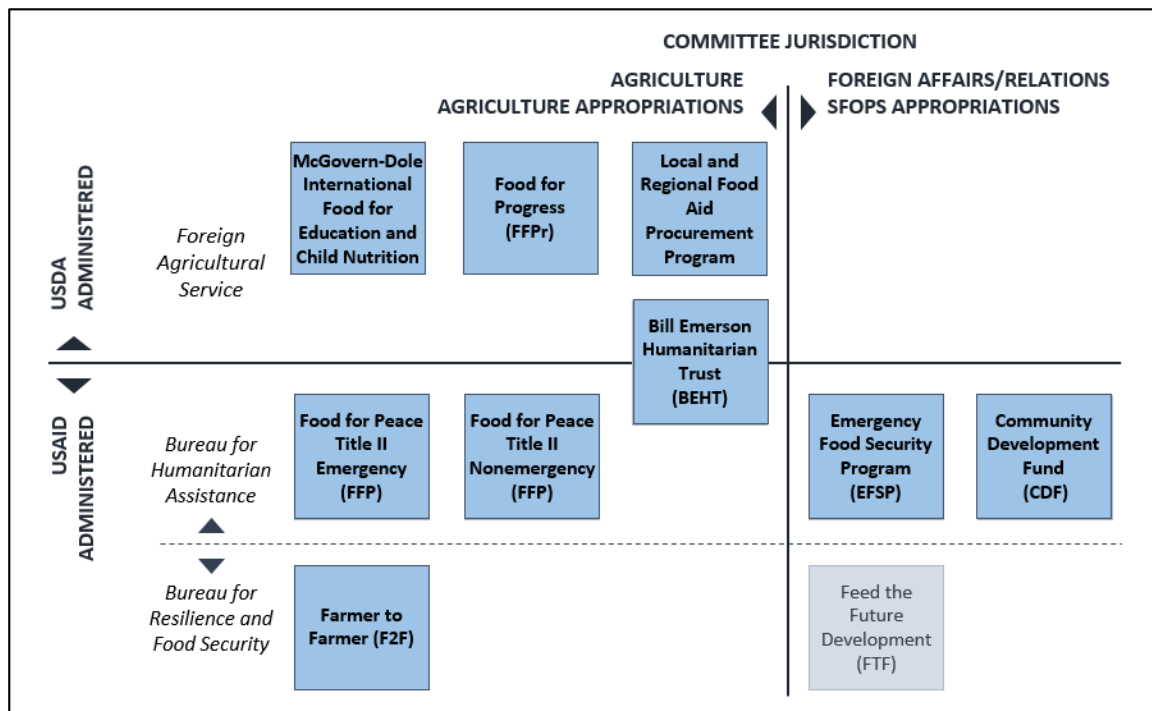 COMMITTEE JURISDICTION
AGRICULTURE
AGRICULTURE APPROPRIATIONS
FOREIGN AFFAIRS/RELATIONS
SFOPS APPROPRIATIONS
USDA
ADMINISTERED
Foreign
Agricultural
Service
McGovern-Dole
International
Food for
Education and
Child Nutrition
Food for
Progress
(FFPr)
Local and
Regional Food
Aid
Procurement
Program
Bill Emerson
Humanitarian
Trust
(BEHT)
USAID
ADMINISTERED
Bureau for
Humanitarian
Assistance
Food for Peace
Title II
Emergency
(FFP)
Food for Peace
Title II
Nonemergency
(FFP)
Emergency
Food Security
Program
(EFSP)
Community
Development
Fund
(CDF)
Bureau for
Resilience and
Food Security
Farmer to
Farmer (F2F)
Feed the
Future
Development
(FTF)